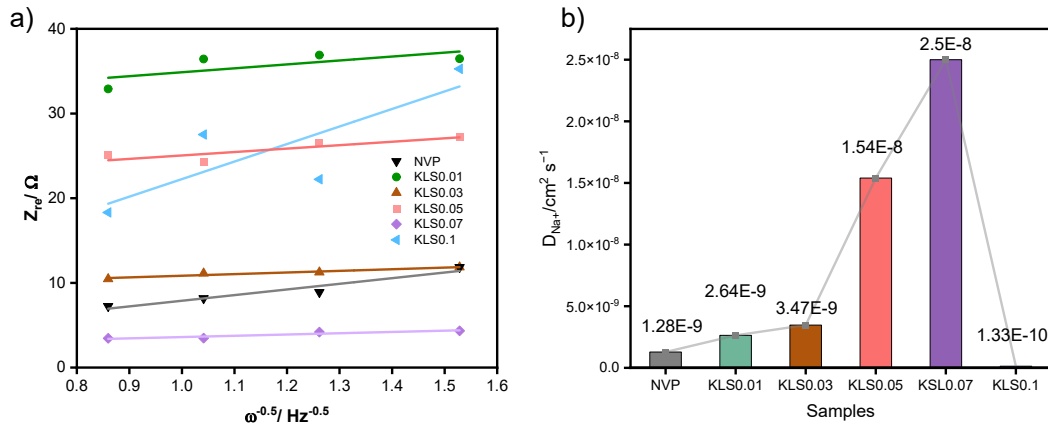 a)
40
30
20
10
0
Z_re/ Ω
0.8 0.9 1.0 1.1 1.2 1.3 1.4 1.5 1.6
ω^-0.5/ Hz^-0.5
NVP
KLS0.01
KLS0.03
KLS0.05
KLS0.07
KLS0.1
b)
2.5×10⁻⁸
2.0×10⁻⁸
1.5×10⁻⁸
1.0×10⁻⁸
5.0×10⁻⁹
0.0
D_Na+/cm² s⁻¹
1.28E-9
2.64E-9
3.47E-9
1.54E-8
2.5E-8
1.33E-10
NVP KLS0.01 KLS0.03 KLS0.05 KSL0.07 KLS0.1
Samples